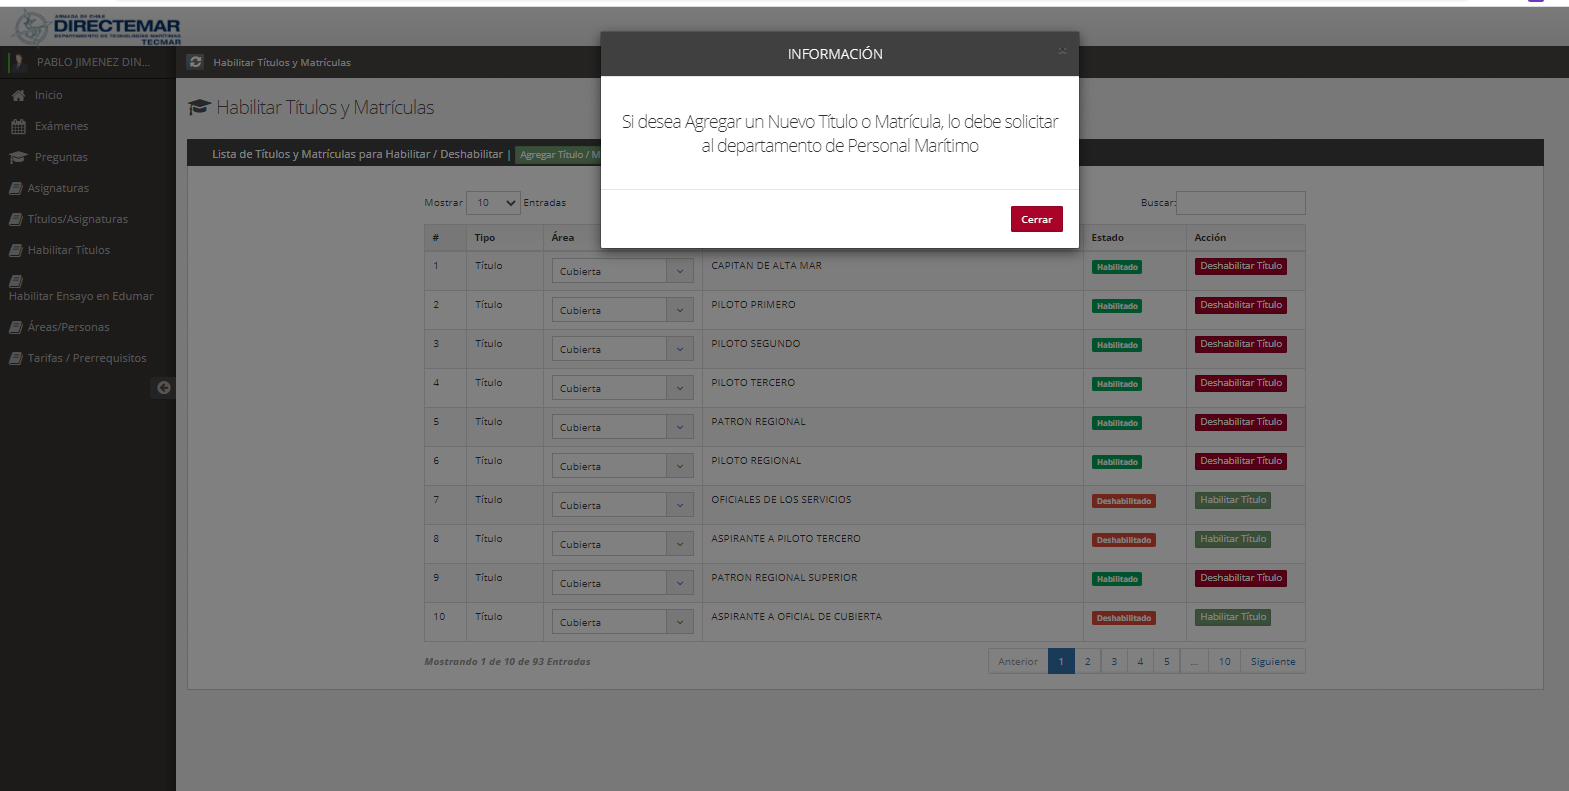 ARMADA DE CHILE
DIRECTEMAR
DEPARTAMENTO DE TECNOLOGÍAS MARÍTIMAS
TECMAR
PABLO JIMENEZ DIN...
Inicio
Exámenes
Preguntas
Asignaturas
Títulos/Asignaturas
Habilitar Títulos
Habilitar Ensayo en Edumar
Áreas/Personas
Tarifas / Prerrequisitos
Habilitar Títulos y Matrículas
Habilitar Títulos y Matrículas
Lista de Títulos y Matrículas para Habilitar / Deshabilitar | Agregar Título / M
INFORMACIÓN ×
Si desea Agregar un Nuevo Título o Matrícula, lo debe solicitar
al departamento de Personal Marítimo
Cerrar
Mostrar 10 Entradas Buscar:
# Tipo Área Estado Acción
1 Título Cubierta CAPITAN DE ALTA MAR Habilitado Deshabilitar Título
2 Título Cubierta PILOTO PRIMERO Habilitado Deshabilitar Título
3 Título Cubierta PILOTO SEGUNDO Habilitado Deshabilitar Título
4 Título Cubierta PILOTO TERCERO Habilitado Deshabilitar Título
5 Título Cubierta PATRON REGIONAL Habilitado Deshabilitar Título
6 Título Cubierta PILOTO REGIONAL Habilitado Deshabilitar Título
7 Título Cubierta OFICIALES DE LOS SERVICIOS Deshabilitado Habilitar Título
8 Título Cubierta ASPIRANTE A PILOTO TERCERO Deshabilitado Habilitar Título
9 Título Cubierta PATRON REGIONAL SUPERIOR Habilitado Deshabilitar Título
10 Título Cubierta ASPIRANTE A OFICIAL DE CUBIERTA Deshabilitado Habilitar Título
Mostrando 1 de 10 de 93 Entradas
Anterior 1 2 3 4 5 ... 10 Siguiente